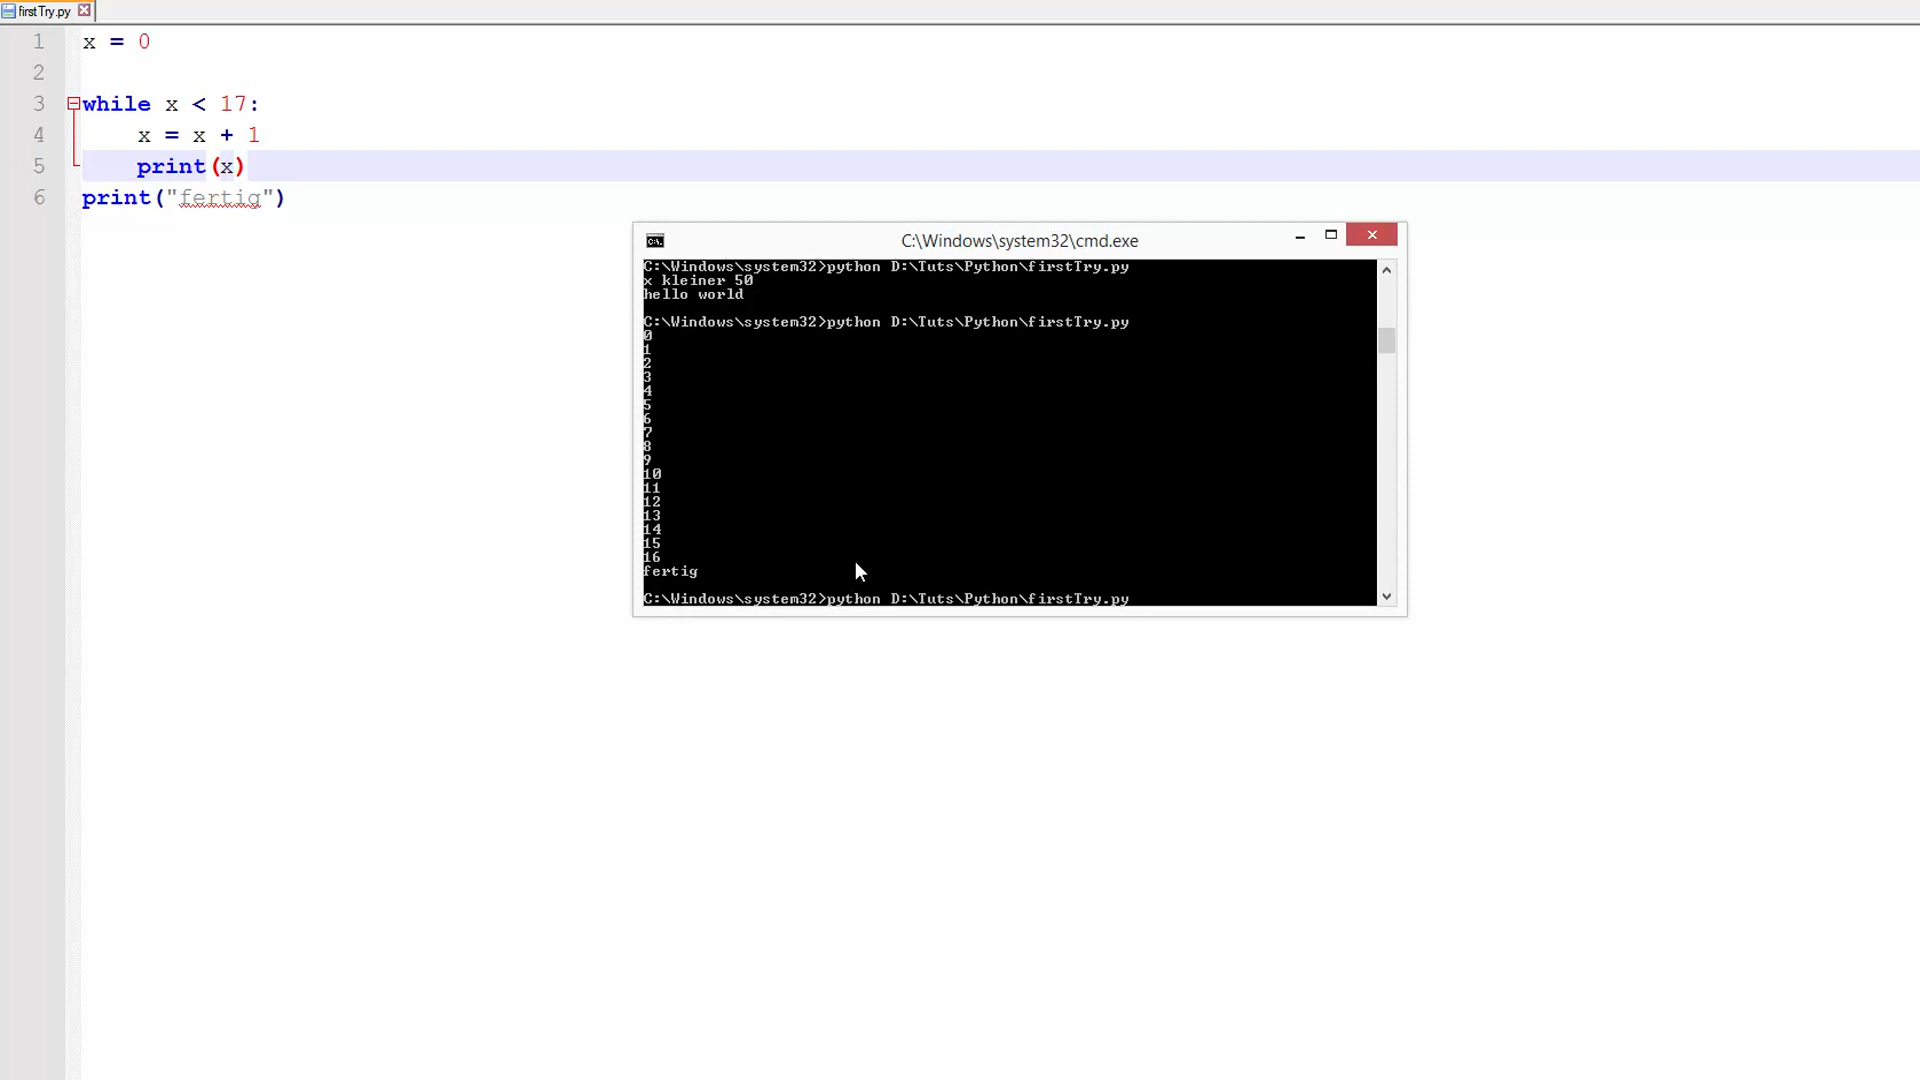 firstTry.py
1 x = 0
2
3 while x < 17:
4     x = x + 1
5     print(x)
6 print("fertig")
C:\Windows\system32\cmd.exe
C:\Windows\system32>python D:\Tuts\Python\firstTry.py
x kleiner 50
hello world
C:\Windows\system32>python D:\Tuts\Python\firstTry.py
0
1
2
3
4
5
6
7
8
9
10
11
12
13
14
15
16
fertig
C:\Windows\system32>python D:\Tuts\Python\firstTry.py